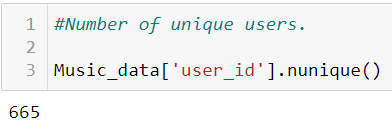 1 #Number of unique users.
2
3 Music_data['user_id'].nunique()
665